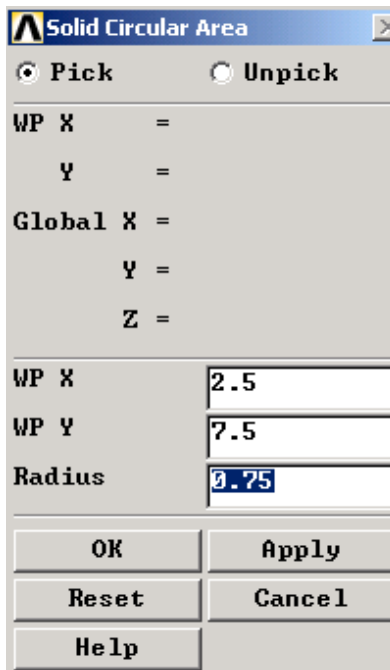 Solid Circular Area
Pick Unpick
WP X =
Y =
Global X =
Y =
Z =
WP X 2.5
WP Y 7.5
Radius 0.75
OK Apply
Reset Cancel
Help